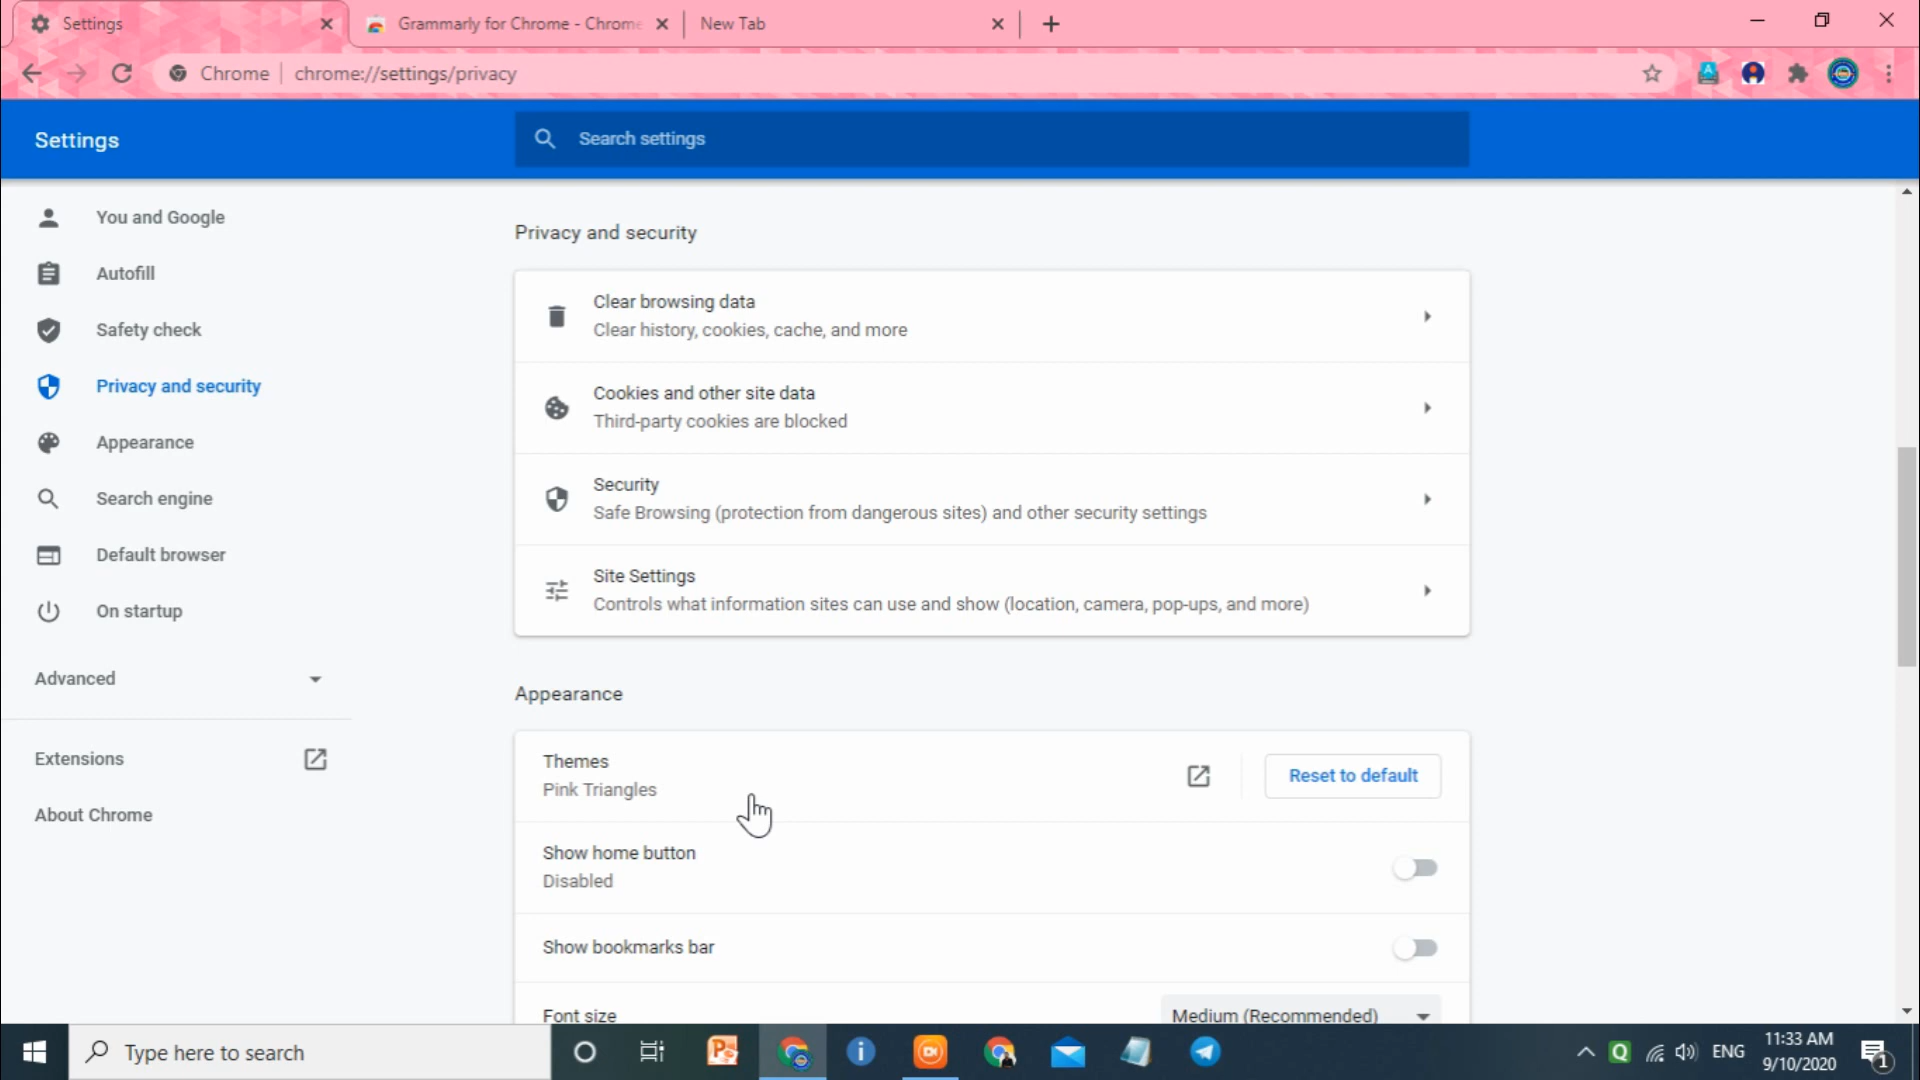 Settings
Grammarly for Chrome - Chrome
New Tab
Chrome
chrome://settings/privacy
Settings
Search settings
You and Google
Autofill
Safety check
Privacy and security
Appearance
Search engine
Default browser
On startup
Advanced
Extensions
About Chrome
Privacy and security
Clear browsing data
Clear history, cookies, cache, and more
Cookies and other site data
Third-party cookies are blocked
Security
Safe Browsing (protection from dangerous sites) and other security settings
Site Settings
Controls what information sites can use and show (location, camera, pop-ups, and more)
Appearance
Themes
Pink Triangles
Reset to default
Show home button
Disabled
Show bookmarks bar
Font size
Medium (Recommended)
Type here to search
ENG
11:33 AM
9/10/2020
1